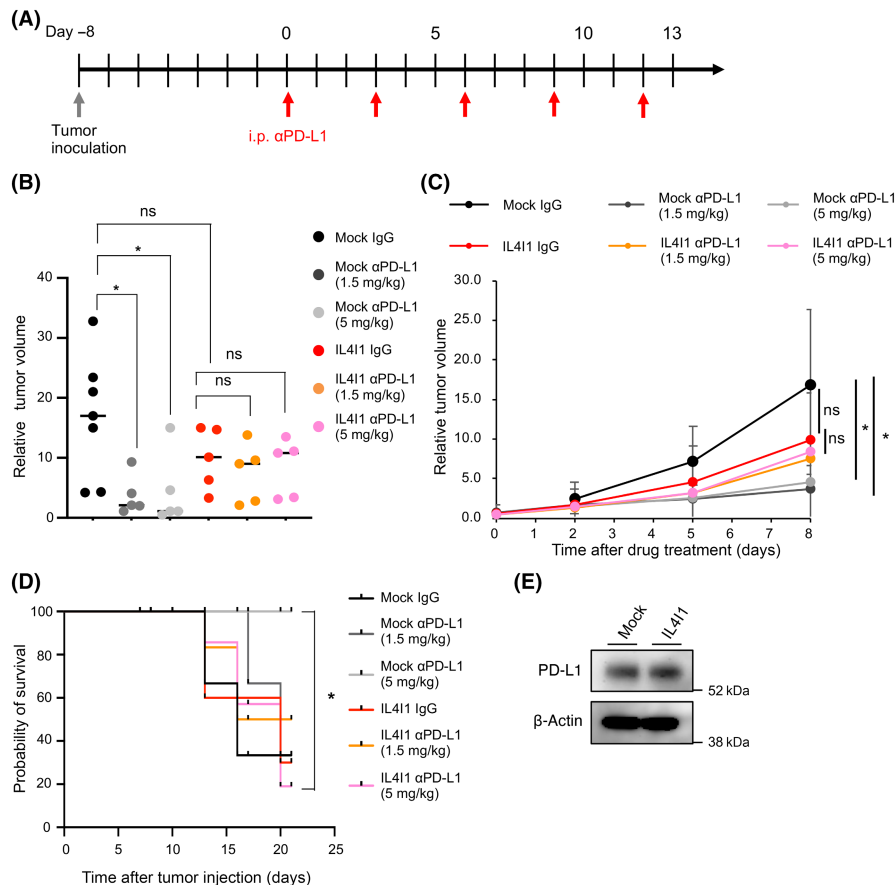 (A)
Day –8 0 5 10 12 13
Tumor
inoculation
i.p. αPD-L1
(B)
Relative tumor volume
40
30
20
10
0
ns
*
*
ns
ns
Mock IgG
Mock αPD-L1
(1.5 mg/kg)
Mock αPD-L1
(5 mg/kg)
IL4I1 IgG
IL4I1 αPD-L1
(1.5 mg/kg)
IL4I1 αPD-L1
(5 mg/kg)
(C)
Mock IgG
Mock αPD-L1
(1.5 mg/kg)
Mock αPD-L1
(5 mg/kg)
IL4I1 IgG
IL4I1 αPD-L1
(1.5 mg/kg)
IL4I1 αPD-L1
(5 mg/kg)
Relative tumor volume
30.0
25.0
20.0
15.0
10.0
5.0
0.0
0 1 2 3 4 5 6 7 8
Time after drug treatment (days)
ns
ns
*
*
(D)
Probability of survival
100
80
60
40
20
0
0 5 10 15 20 25
Time after tumor injection (days)
*
Mock IgG
Mock αPD-L1
(1.5 mg/kg)
Mock αPD-L1
(5 mg/kg)
IL4I1 IgG
IL4I1 αPD-L1
(1.5 mg/kg)
IL4I1 αPD-L1
(5 mg/kg)
(E)
Mock
IL4I1
PD-L1
52 kDa
β-Actin
38 kDa